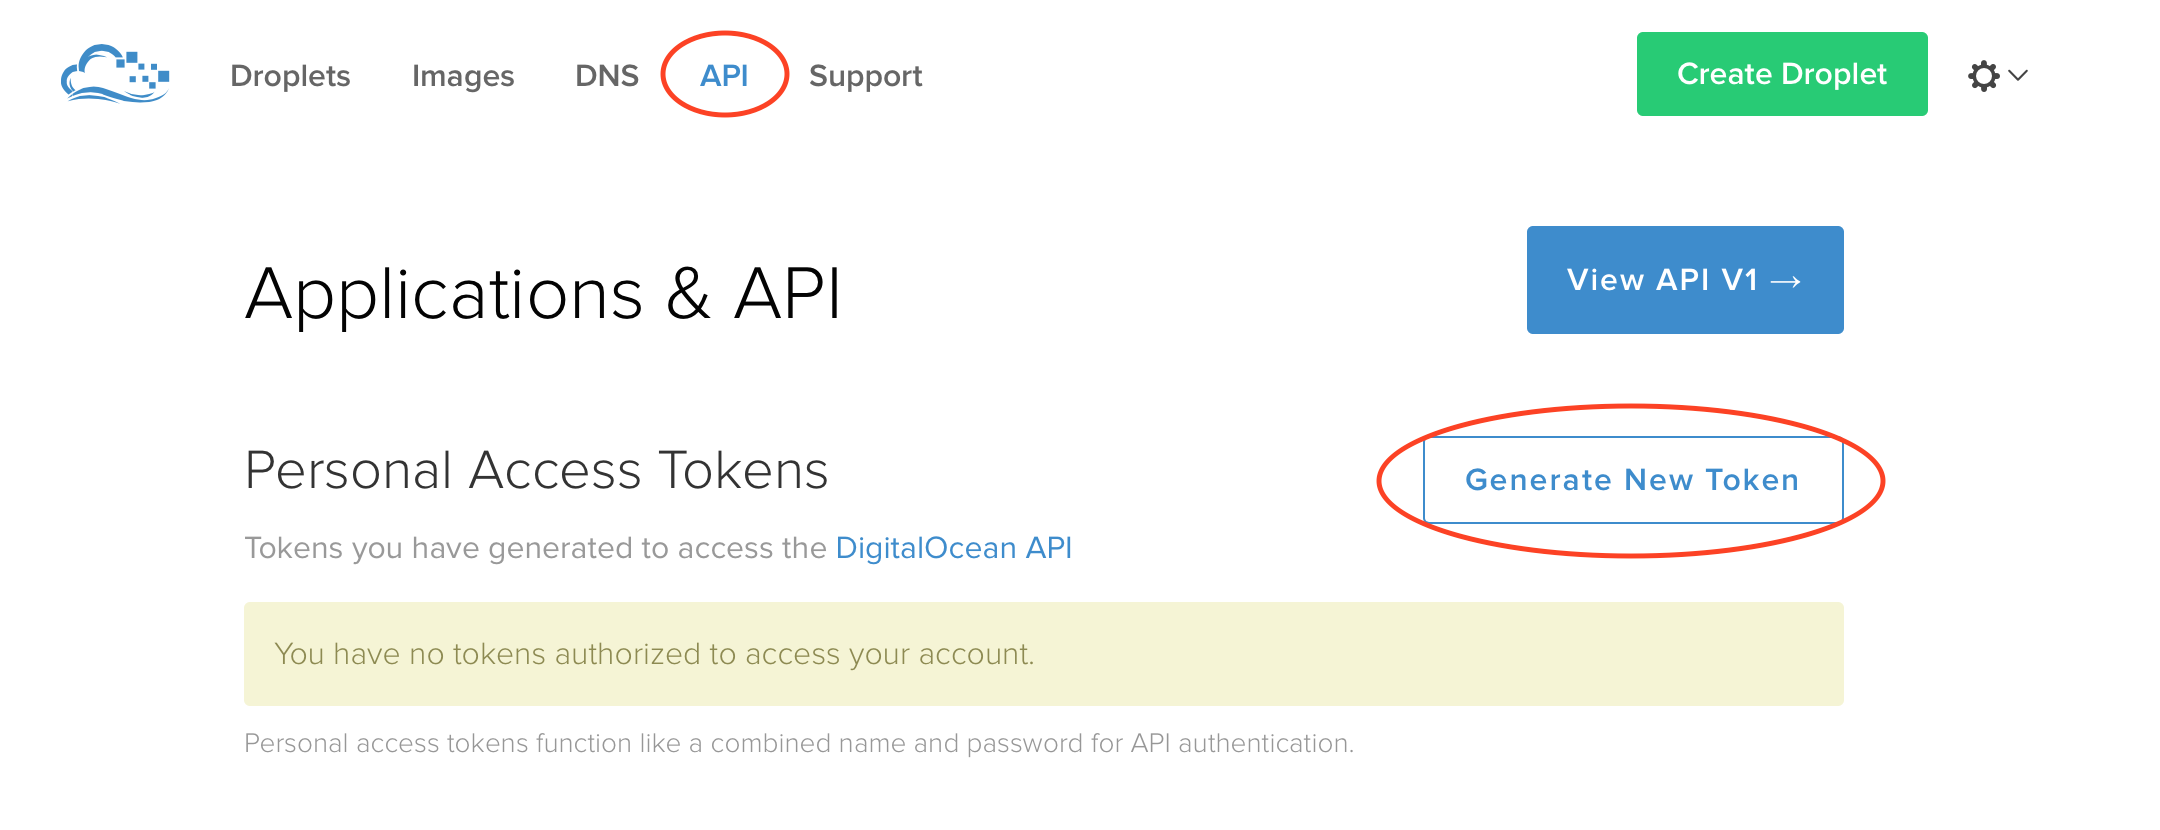 Droplets Images DNS API Support Create Droplet
Applications & API
View API V1 →
Personal Access Tokens
Generate New Token
Tokens you have generated to access the DigitalOcean API
You have no tokens authorized to access your account.
Personal access tokens function like a combined name and password for API authentication.